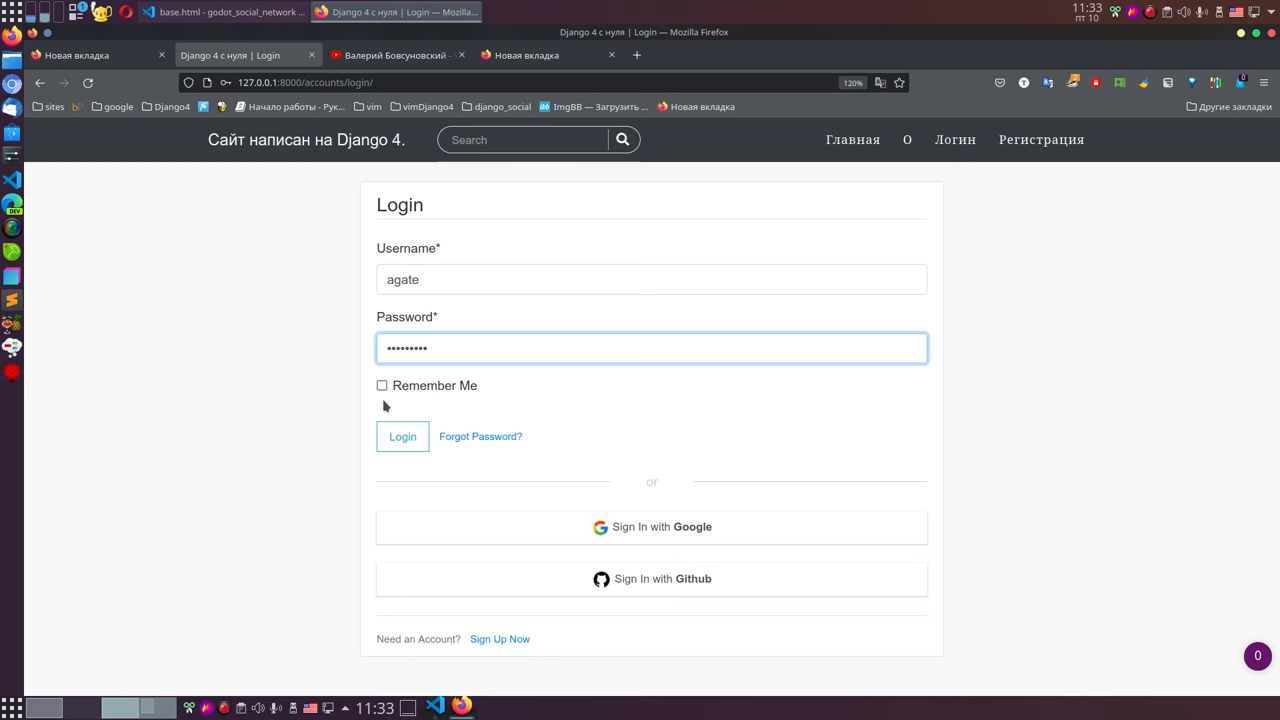 base.html - godot_social_network ...
Django 4 с нуля | Login — Mozilla...
11:33
пт 10
Django 4 с нуля | Login — Mozilla Firefox
Новая вкладка
Django 4 с нуля | Login
Валерий Бовсуновский -
Новая вкладка
127.0.0.1:8000/accounts/login/
120%
sites
google
Django4
Начало работы - Рук...
vim
vimDjango4
django_social
ImgBB — Загрузить ...
Новая вкладка
Другие закладки
Сайт написан на Django 4.
Search
Главная
О
Логин
Регистрация
Login
Username*
agate
Password*
•••••••••
Remember Me
Login
Forgot Password?
or
Sign In with Google
Sign In with Github
Need an Account? Sign Up Now
0
DEV
11:33